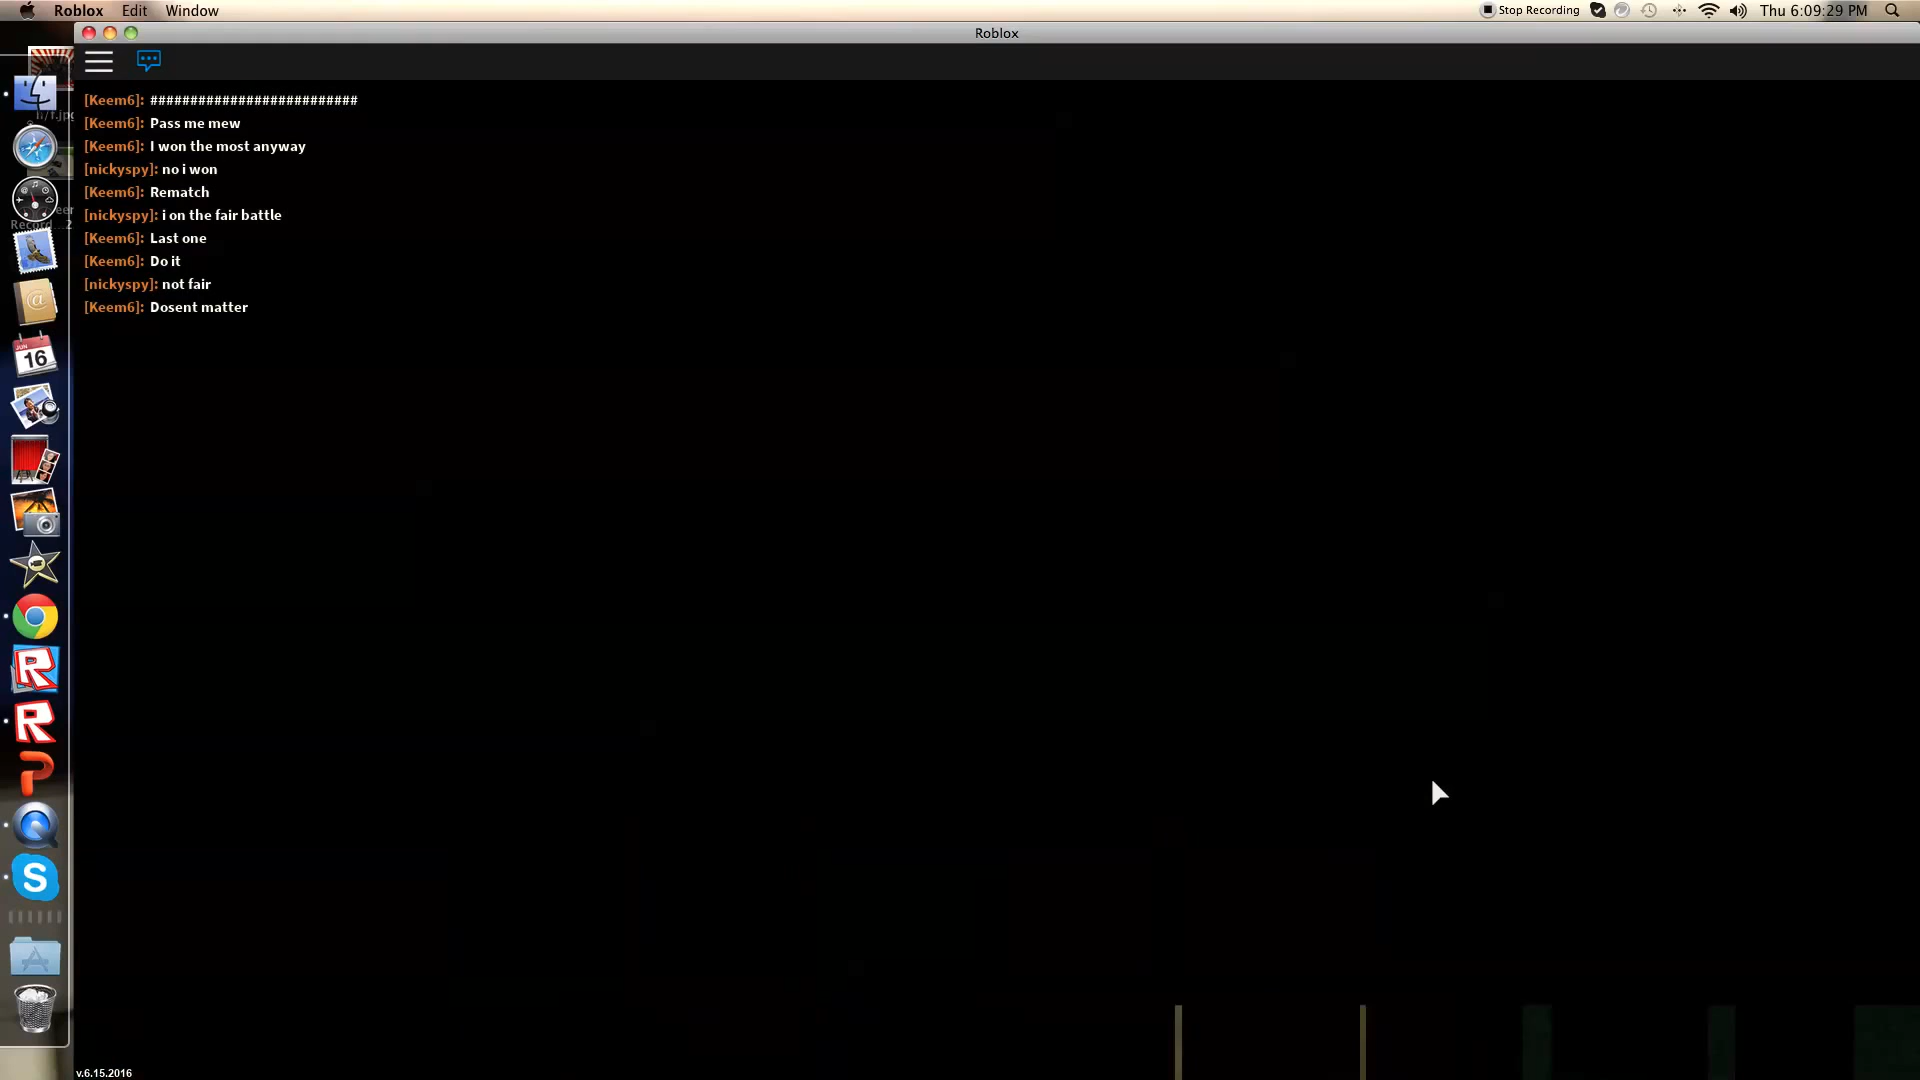 Roblox Edit Window Stop Recording Thu 6:09:29 PM
Roblox
[Keem6]: ##########################
[Keem6]: Pass me mew
[Keem6]: I won the most anyway
[nickyspy]: no i won
[Keem6]: Rematch
[nickyspy]: i on the fair battle
[Keem6]: Last one
[Keem6]: Do it
[nickyspy]: not fair
[Keem6]: Dosent matter
JUN
16
v.6.15.2016